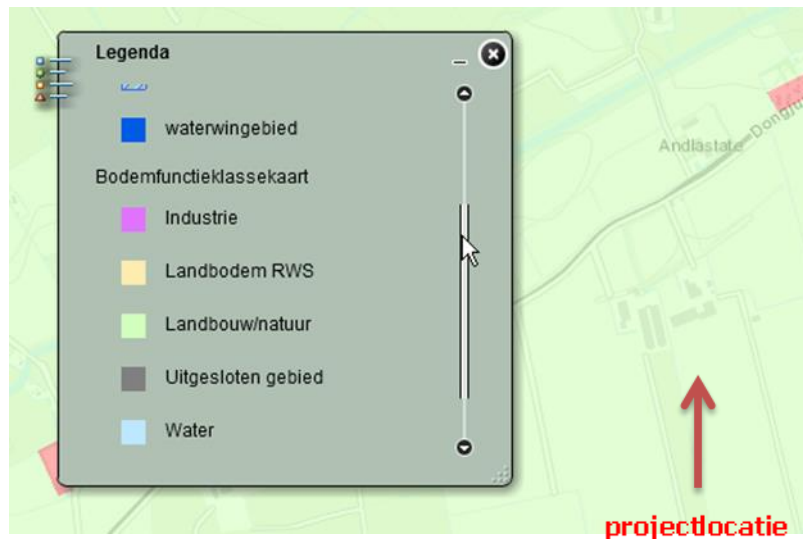 Legenda
waterwingebied
Bodemfunctieklassekaart
Industrie
Landbodem RWS
Landbouw/natuur
Uitgesloten gebied
Water
Andlastate
projectlocatie